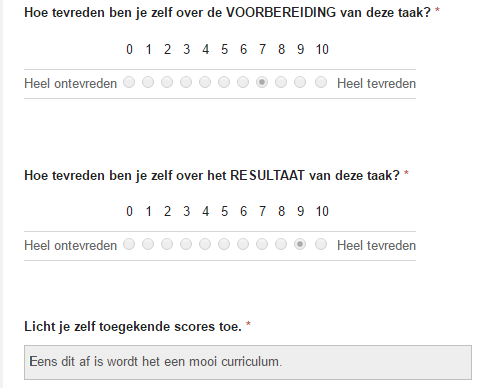 Hoe tevreden ben je zelf over de VOORBEREIDING van deze taak? *
0 1 2 3 4 5 6 7 8 9 10
Heel ontevreden Heel tevreden
Hoe tevreden ben je zelf over het RESULTAAT van deze taak? *
0 1 2 3 4 5 6 7 8 9 10
Heel ontevreden Heel tevreden
Licht je zelf toegekende scores toe. *
Eens dit af is wordt het een mooi curriculum.